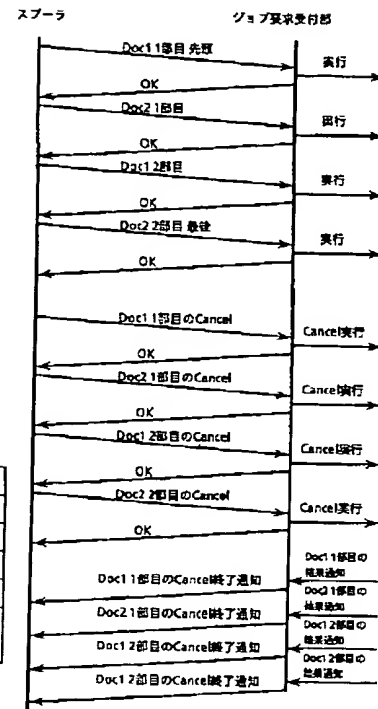 スプーラ
ジョブ要求受付部
Doc1 1部目 先頭
実行
OK
Doc2 1部目
実行
OK
Doc1 2部目
実行
OK
Doc2 2部目 最後
実行
OK
Doc1 1部目のCancel
Cancel実行
OK
Doc2 1部目のCancel
Cancel実行
OK
Doc1 2部目のCancel
Cancel実行
OK
Doc2 2部目のCancel
Cancel実行
OK
Doc1 1部目の
結果通知
Doc1 1部目のCancel終了通知
Doc2 1部目の
結果通知
Doc2 1部目のCancel終了通知
Doc1 2部目の
結果通知
Doc1 2部目のCancel終了通知
Doc1 2部目の
結果通知
Doc1 2部目のCancel終了通知